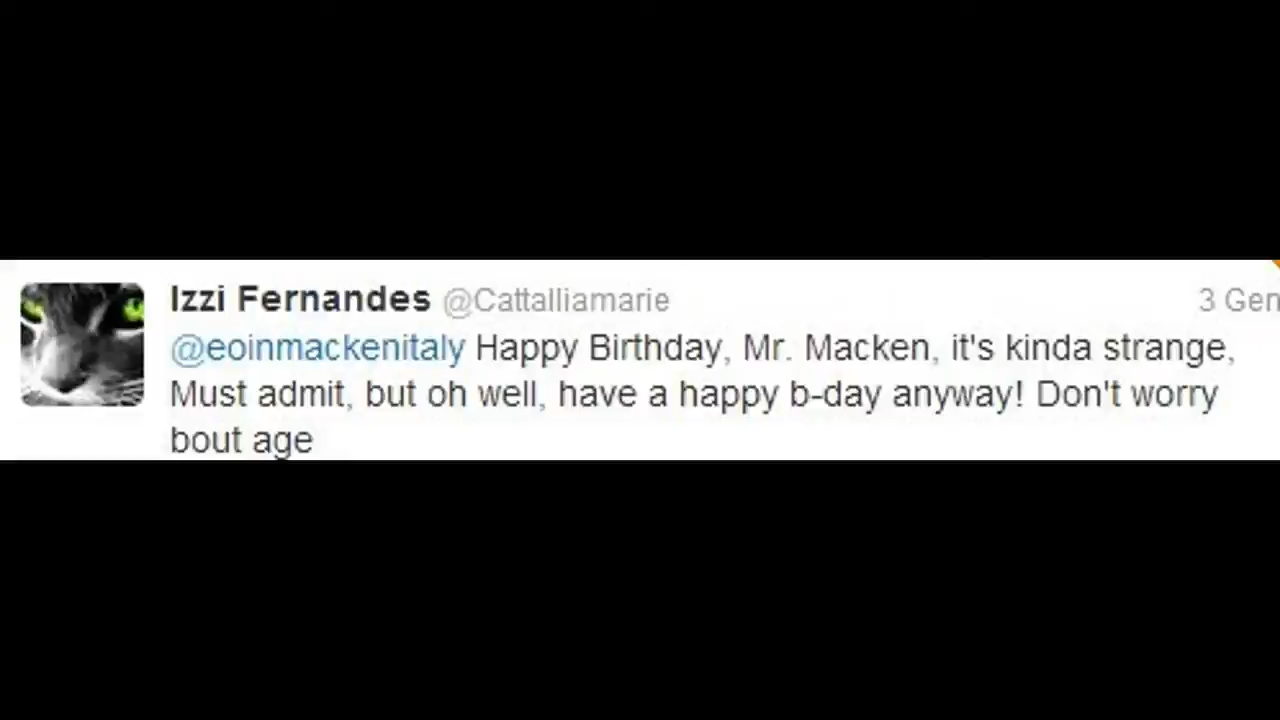 Izzi Fernandes @Cattalliamarie 3 Gen
@eoinmackenitaly Happy Birthday, Mr. Macken, it's kinda strange,
Must admit, but oh well, have a happy b-day anyway! Don't worry
bout age